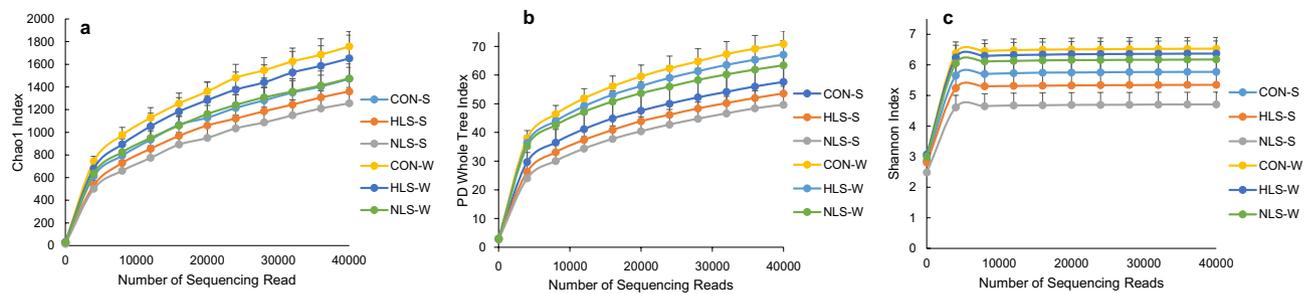 a
Chao1 Index
2000
1800
1600
1400
1200
1000
800
600
400
200
0
0 10000 20000 30000 40000
Number of Sequencing Read
CON-S
HLS-S
NLS-S
CON-W
HLS-W
NLS-W
b
PD Whole Tree Index
70
60
50
40
30
20
10
0
0 10000 20000 30000 40000
Number of Sequencing Reads
CON-S
HLS-S
NLS-S
CON-W
HLS-W
NLS-W
c
Shannon Index
7
6
5
4
3
2
1
0
0 10000 20000 30000 40000
Number of Sequencing Reads
CON-S
HLS-S
NLS-S
CON-W
HLS-W
NLS-W